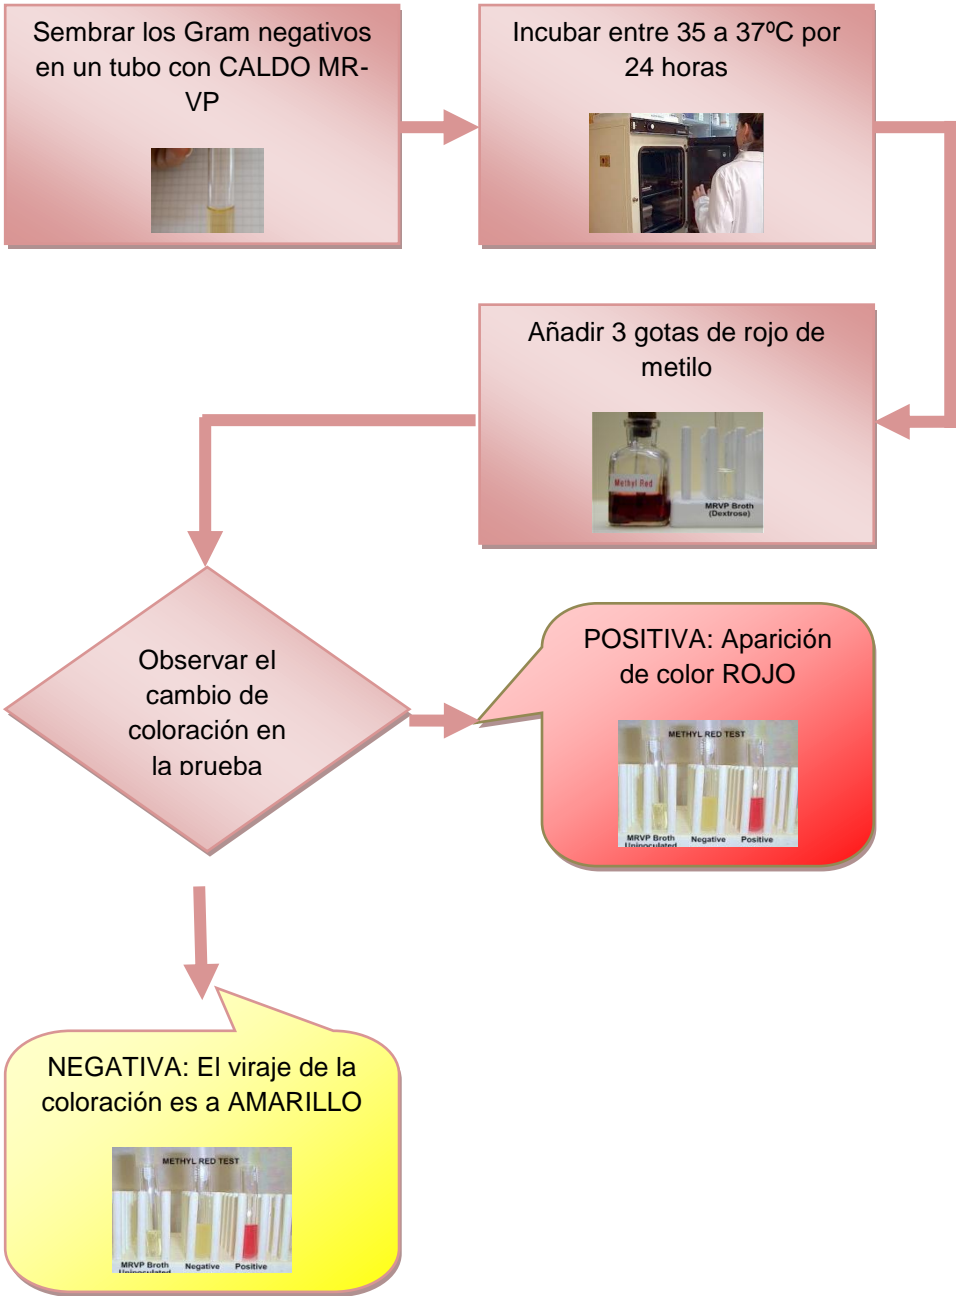 Sembrar los Gram negativos
en un tubo con CALDO MR-
VP
Incubar entre 35 a 37ºC por
24 horas
Añadir 3 gotas de rojo de
metilo
Methyl Red
MRVP Broth
(Dextrose)
Observar el
cambio de
coloración en
la prueba
POSITIVA: Aparición
de color ROJO
METHYL RED TEST
MRVP Broth Negative Positive
Uninoculated
NEGATIVA: El viraje de la
coloración es a AMARILLO
METHYL RED TEST
MRVP Broth Negative Positive
Uninoculated